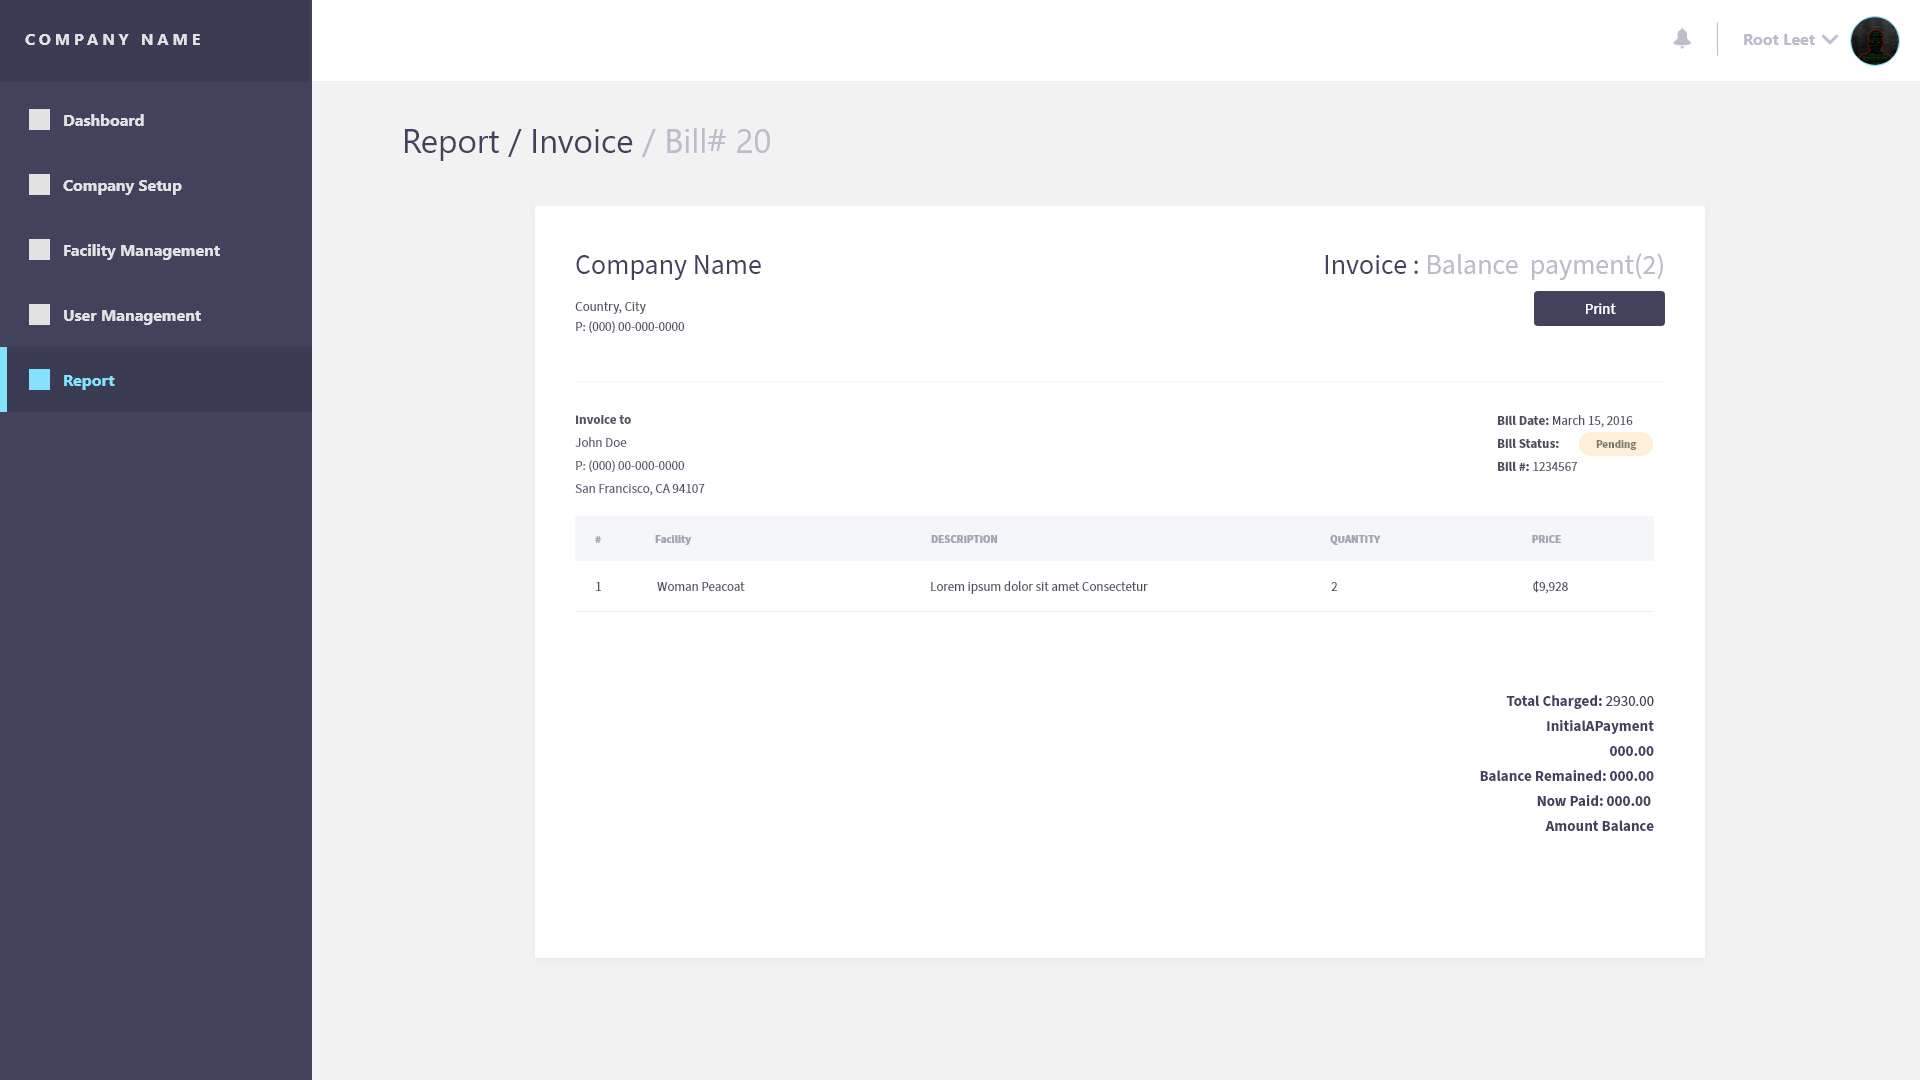 COMPANY NAME
Root Leet
Dashboard
Company Setup
Facility Management
User Management
Report
Report / Invoice / Bill# 20
Company Name
Invoice : Balance payment(2)
Country, City
P: (000) 00-000-0000
Print
Invoice to
John Doe
P: (000) 00-000-0000
San Francisco, CA 94107
Bill Date: March 15, 2016
Bill Status: Pending
Bill #: 1234567
# Facility DESCRIPTION QUANTITY PRICE
1 Woman Peacoat Lorem ipsum dolor sit amet Consectetur 2 ₵9,928
Total Charged: 2930.00
InitialAPayment
000.00
Balance Remained: 000.00
Now Paid: 000.00
Amount Balance